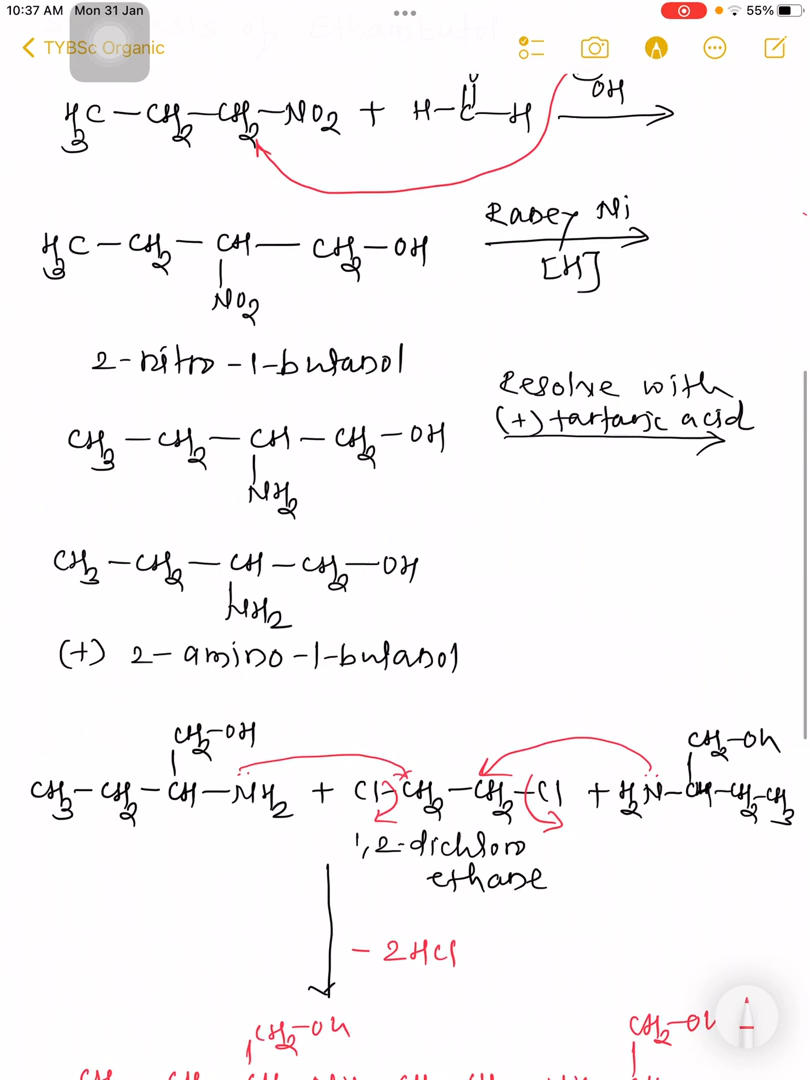 10:37 AM Mon 31 Jan
55%
TYBSc Organic
Synthesis of Ethambutol
H3C-CH2-CH2-NO2 + H-C-H
OH
H3C-CH2-CH-CH2-OH
NO2
Raney Ni
[H]
2-nitro-1-butanol
CH3-CH2-CH-CH2-OH
NH2
Resolve with
(+) tartaric acid
CH3-CH2-CH-CH2-OH
NH2
(+) 2-amino-1-butanol
CH2-OH
CH2-OH
CH3-CH2-CH-NH2 + Cl-CH2-CH2-Cl + H2N-CH-CH2-CH3
1,2-dichloro
ethane
- 2HCl
CH2-OH
CH2-OH